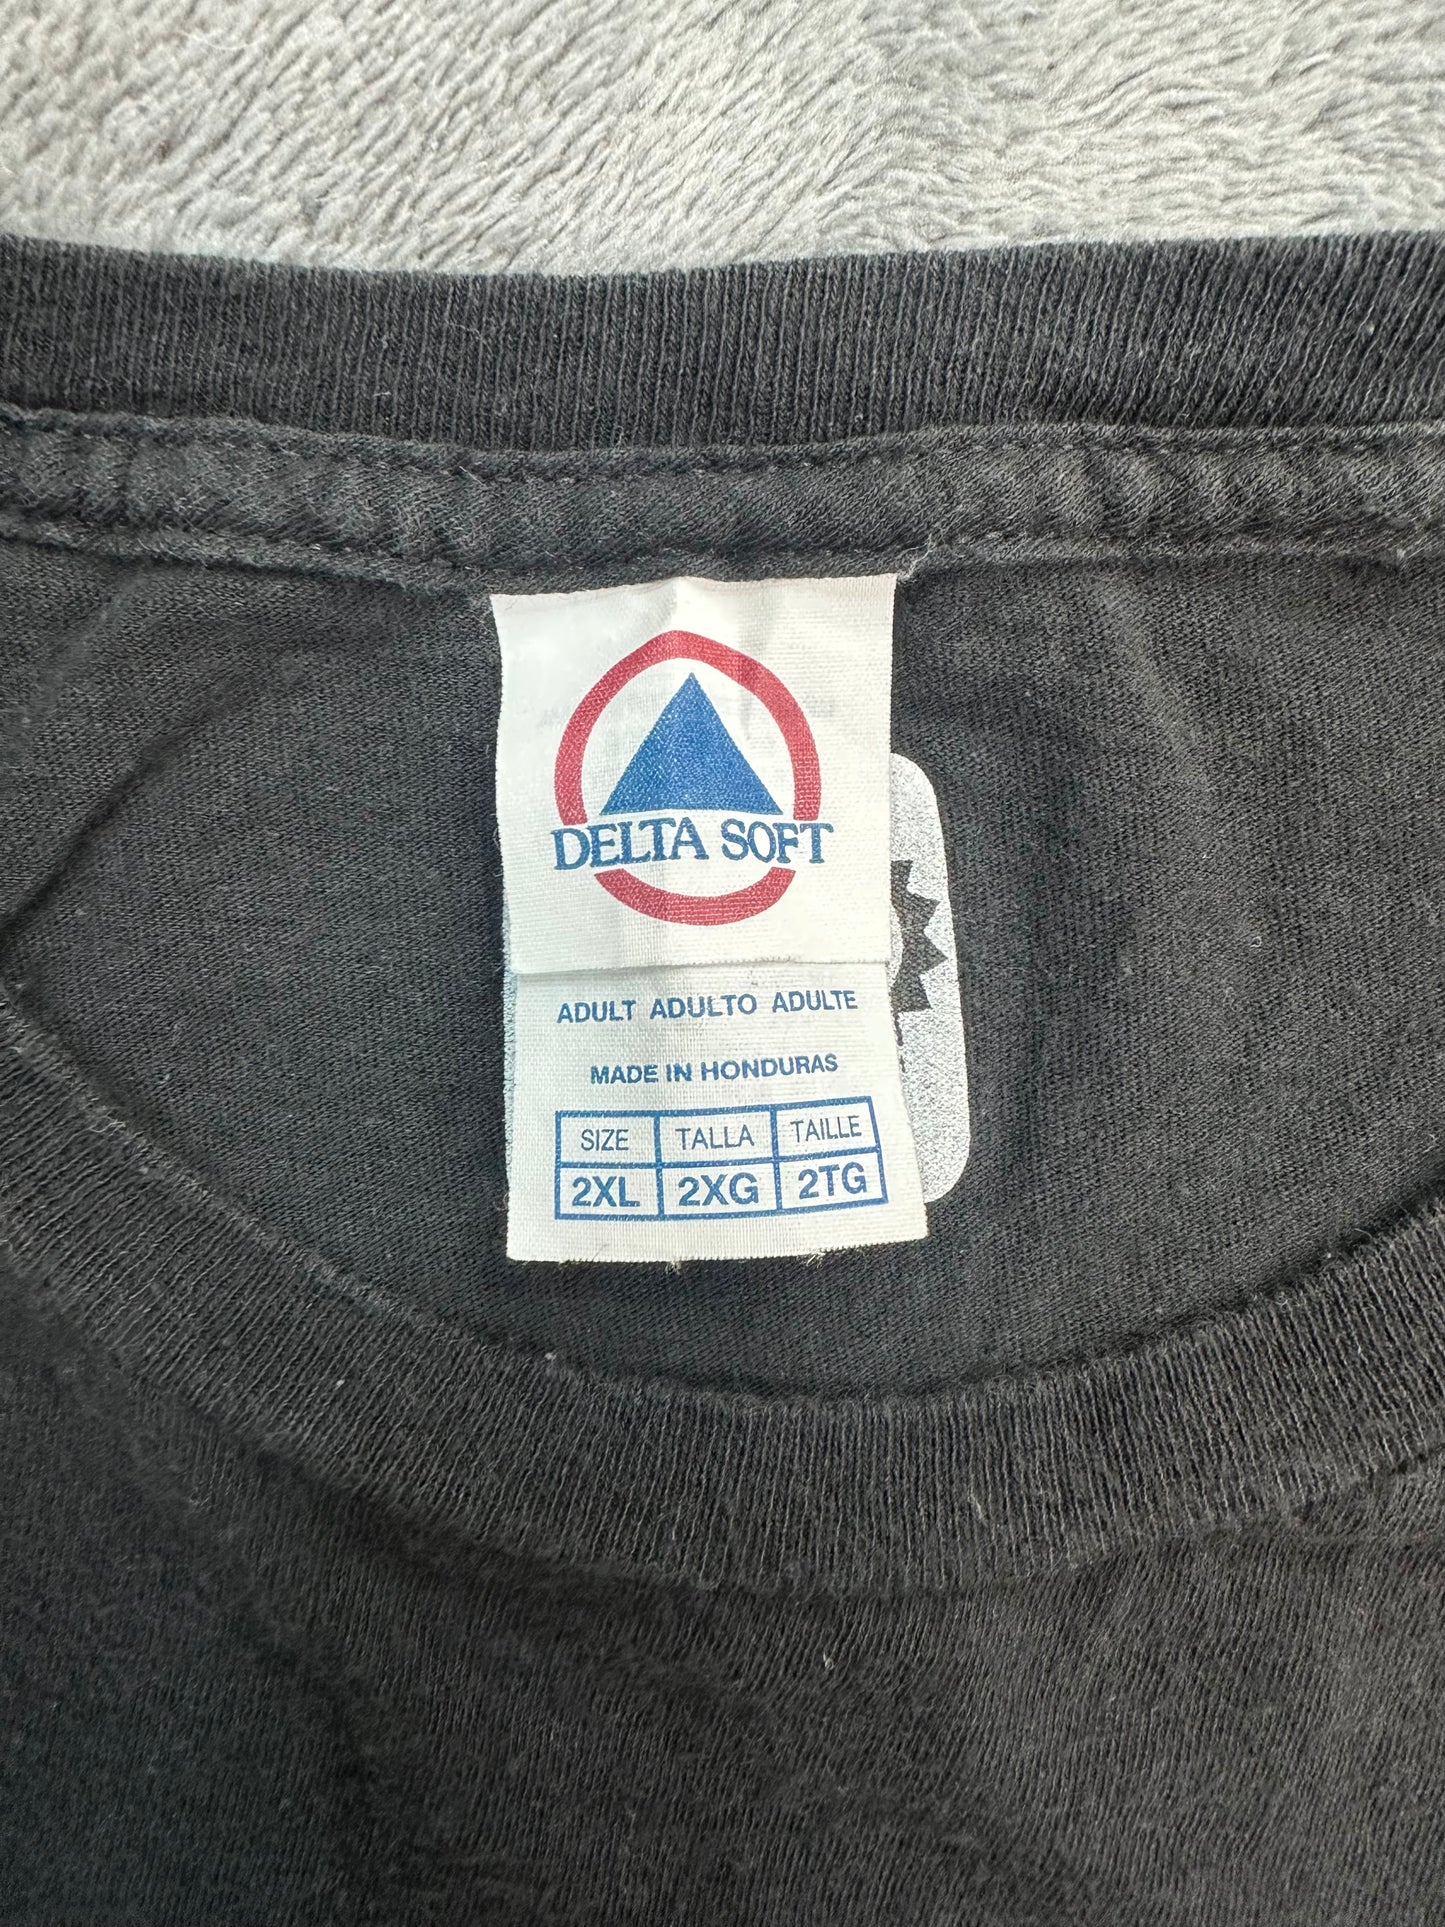 DELTA SOFT
ADULT ADULTO ADULTE
MADE IN HONDURAS
SIZE TALLA TAILLE
2XL 2XG 2TG